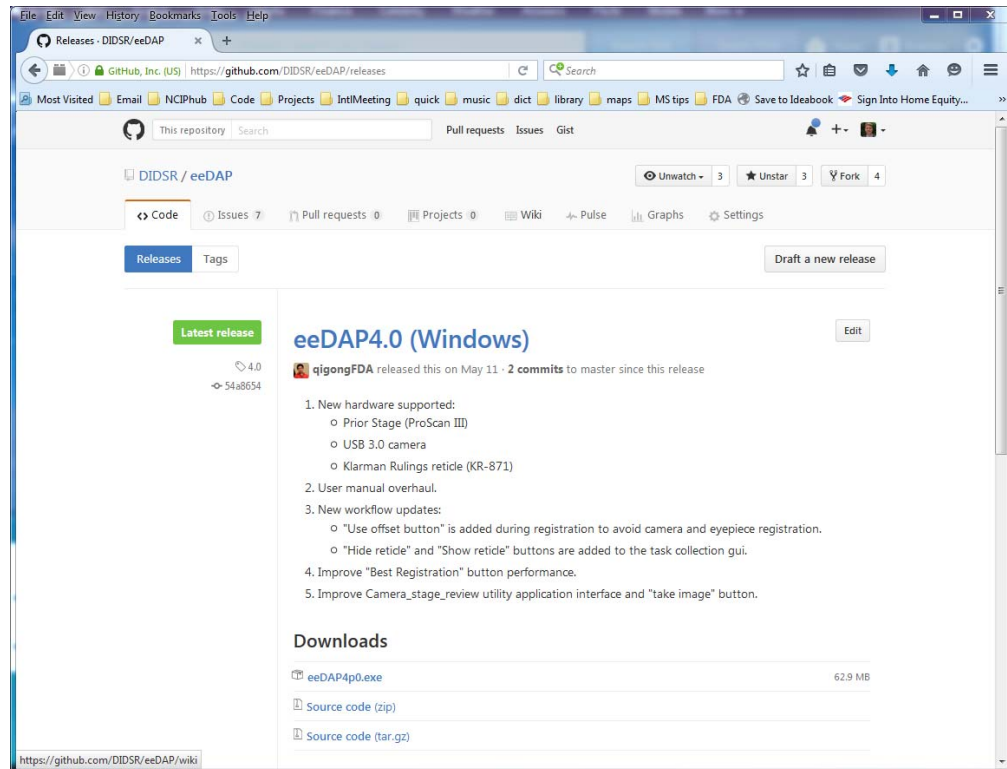 File Edit View History Bookmarks Tools Help
Releases · DIDSR/eeDAP × +
GitHub, Inc. (US) https://github.com/DIDSR/eeDAP/releases Search
Most Visited Email NCIPhub Code Projects IntlMeeting quick music dict library maps MS tips FDA Save to Ideabook Sign Into Home Equity... »
This repository Search Pull requests Issues Gist
DIDSR / eeDAP Unwatch 3 Unstar 3 Fork 4
Code Issues 7 Pull requests 0 Projects 0 Wiki Pulse Graphs Settings
Releases Tags Draft a new release
Latest release
4.0
54a8654
eeDAP4.0 (Windows) Edit
qigongFDA released this on May 11 · 2 commits to master since this release
1. New hardware supported:
Prior Stage (ProScan III)
USB 3.0 camera
Klarman Rulings reticle (KR-871)
2. User manual overhaul.
3. New workflow updates:
"Use offset button" is added during registration to avoid camera and eyepiece registration.
"Hide reticle" and "Show reticle" buttons are added to the task collection gui.
4. Improve "Best Registration" button performance.
5. Improve Camera_stage_review utility application interface and "take image" button.
Downloads
eeDAP4p0.exe 62.9 MB
Source code (zip)
Source code (tar.gz)
https://github.com/DIDSR/eeDAP/wiki